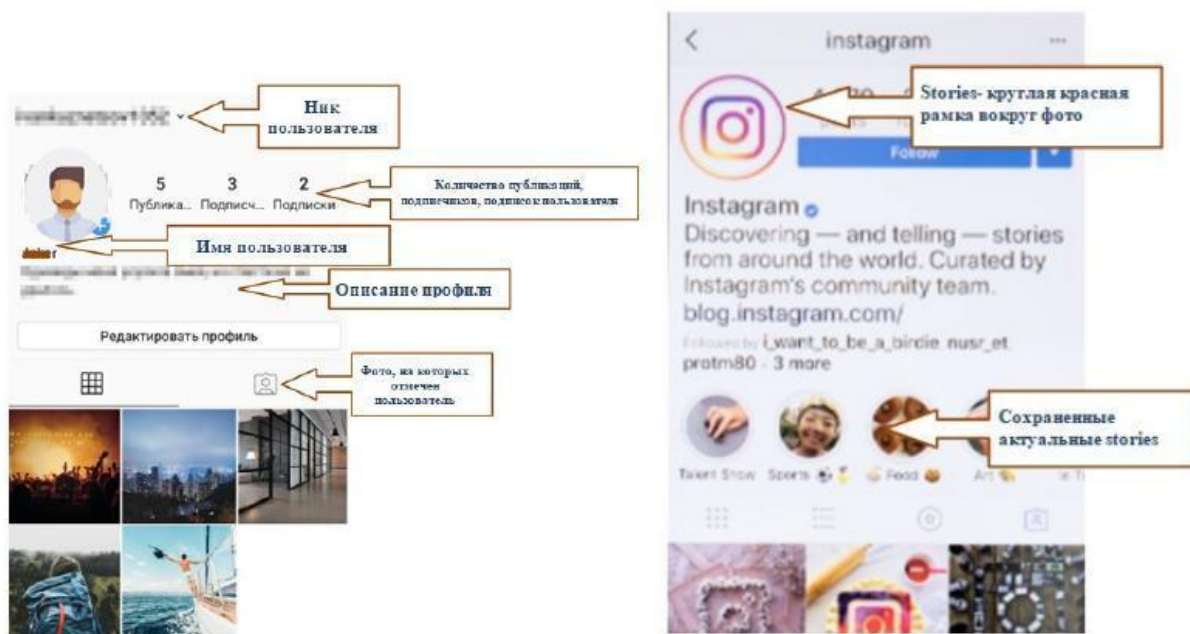 Ник
пользователя
5 3 2
Публика... Подписч... Подписки
Количество публикаций,
подписчиков, подписок пользователя
Имя пользователя
Описание профиля
Редактировать профиль
Фото, на которых
отмечен
пользователь
instagram
Stories- круглая красная
рамка вокруг фото
Follow
Instagram
Discovering — and telling — stories
from around the world. Curated by
Instagram's community team.
blog.instagram.com/
Followed by i_want_to_be_a_birdie nusr_et
protm80 - 3 more
Сохраненные
актуальные stories
Talent Show Sports Food Art